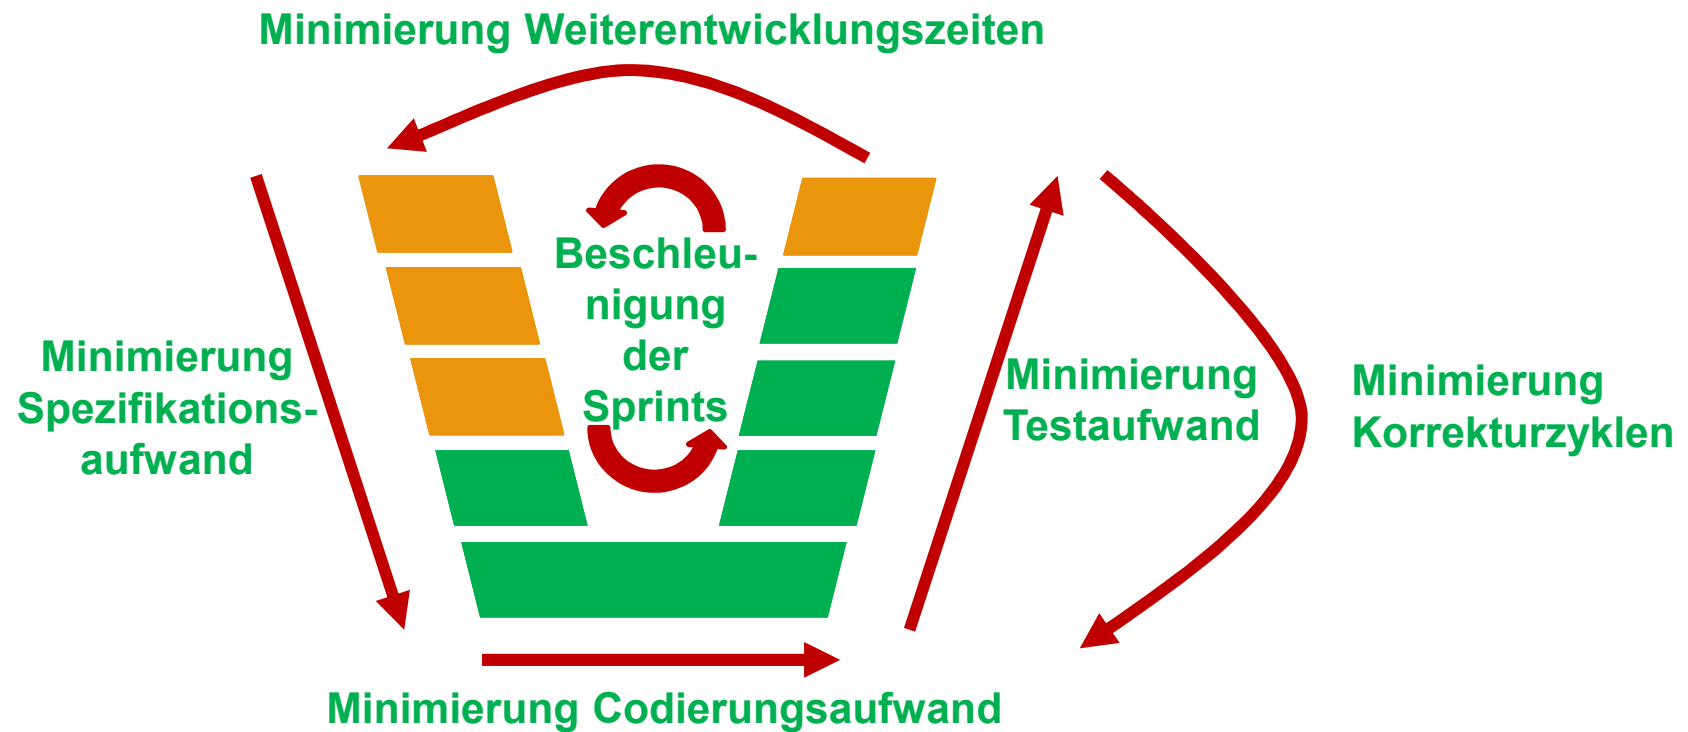 Minimierung Weiterentwicklungszeiten
Beschleu-
nigung
der
Sprints
Minimierung
Spezifikations-
aufwand
Minimierung
Testaufwand
Minimierung
Korrekturzyklen
Minimierung Codierungsaufwand